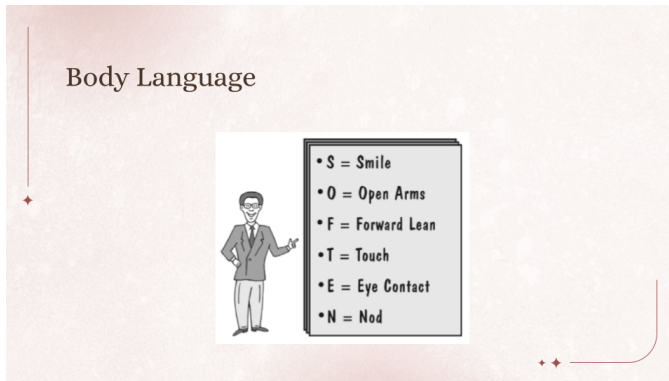 Body Language
• S = Smile
• O = Open Arms
• F = Forward Lean
• T = Touch
• E = Eye Contact
• N = Nod